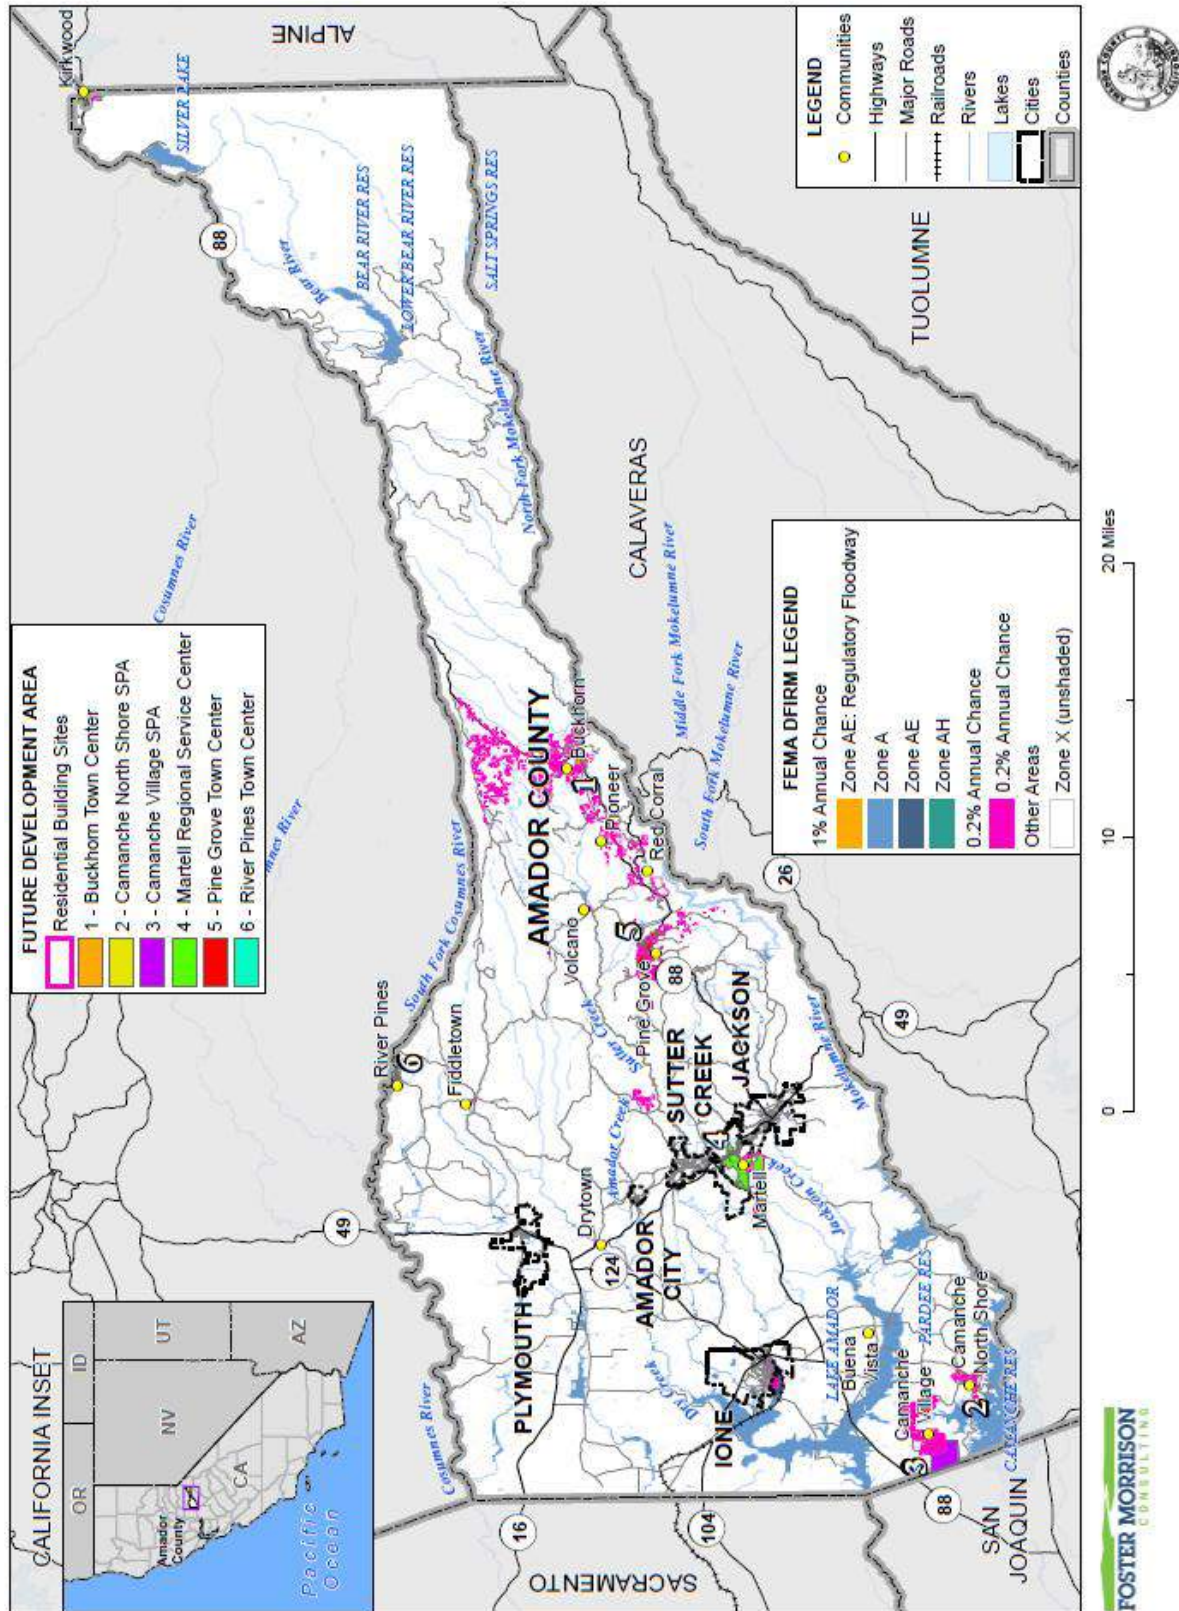 CALIFORNIA INSET
OR
ID
NV
UT
CA
AZ
Amador
County
Pacific
Ocean
FUTURE DEVELOPMENT AREA
Residential Building Sites
1 - Buckhorn Town Center
2 - Camanche North Shore SPA
3 - Camanche Village SPA
4 - Martell Regional Service Center
5 - Pine Grove Town Center
6 - River Pines Town Center
Cosumnes River
mnes River
ALPINE
Kirkwood
SILVER LAKE
88
Bear River
BEAR RIVER RES
LOWER BEAR RIVER RES
SALT SPRINGS RES
North Fork Mokelumne River
49
River Pines
6
South Fork Cosumnes River
Fiddletown
Cosumnes River
16
PLYMOUTH
Drytown
124
AMADOR COUNTY
Volcano
Buckhorn
1
Pioneer
Red Corral
5
Pine Grove
88
Sutter Creek
Amador Creek
AMADOR
CITY
SUTTER
CREEK
JACKSON
4
Martell
Jackson Creek
Mokelumne River
Dry Creek
IONE
104
SACRAMENTO
LAKE AMADOR
Buena
Vista
PARDEE RES
Camanche
Village
3
Camanche
North Shore
2
CAMANCHE RES
88
SAN
JOAQUIN
49
26
CALAVERAS
Middle Fork Mokelumne River
South Fork Mokelumne River
TUOLUMNE
FEMA DFIRM LEGEND
1% Annual Chance
Zone AE: Regulatory Floodway
Zone A
Zone AE
Zone AH
0.2% Annual Chance
0.2% Annual Chance
Other Areas
Zone X (unshaded)
LEGEND
Communities
Highways
Major Roads
Railroads
Rivers
Lakes
Cities
Counties
0
10
20 Miles
FOSTER MORRISON
CONSULTING
AMADOR COUNTY